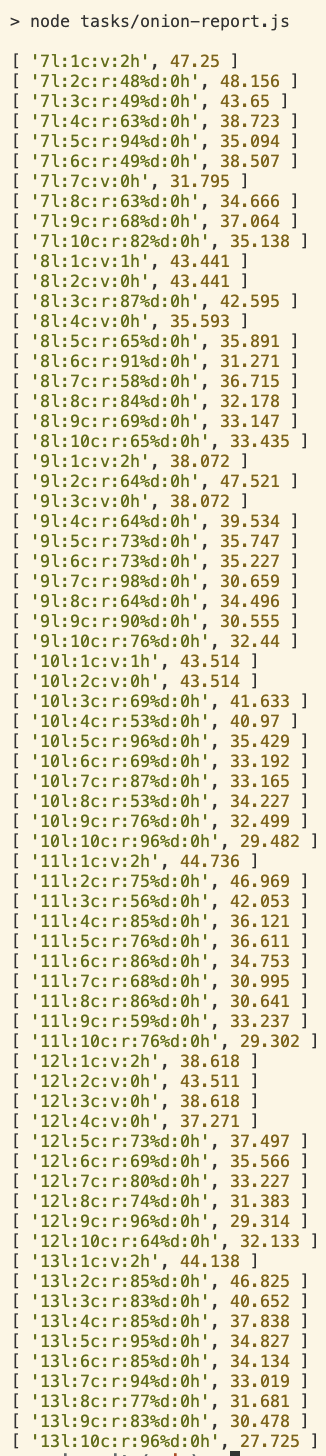 > node tasks/onion-report.js
[ '7l:1c:v:2h', 47.25 ]
[ '7l:2c:r:48%d:0h', 48.156 ]
[ '7l:3c:r:49%d:0h', 43.65 ]
[ '7l:4c:r:63%d:0h', 38.723 ]
[ '7l:5c:r:94%d:0h', 35.094 ]
[ '7l:6c:r:49%d:0h', 38.507 ]
[ '7l:7c:v:0h', 31.795 ]
[ '7l:8c:r:63%d:0h', 34.666 ]
[ '7l:9c:r:68%d:0h', 37.064 ]
[ '7l:10c:r:82%d:0h', 35.138 ]
[ '8l:1c:v:1h', 43.441 ]
[ '8l:2c:v:0h', 43.441 ]
[ '8l:3c:r:87%d:0h', 42.595 ]
[ '8l:4c:v:0h', 35.593 ]
[ '8l:5c:r:65%d:0h', 35.891 ]
[ '8l:6c:r:91%d:0h', 31.271 ]
[ '8l:7c:r:58%d:0h', 36.715 ]
[ '8l:8c:r:84%d:0h', 32.178 ]
[ '8l:9c:r:69%d:0h', 33.147 ]
[ '8l:10c:r:65%d:0h', 33.435 ]
[ '9l:1c:v:2h', 38.072 ]
[ '9l:2c:r:64%d:0h', 47.521 ]
[ '9l:3c:v:0h', 38.072 ]
[ '9l:4c:r:64%d:0h', 39.534 ]
[ '9l:5c:r:73%d:0h', 35.747 ]
[ '9l:6c:r:73%d:0h', 35.227 ]
[ '9l:7c:r:98%d:0h', 30.659 ]
[ '9l:8c:r:64%d:0h', 34.496 ]
[ '9l:9c:r:90%d:0h', 30.555 ]
[ '9l:10c:r:76%d:0h', 32.44 ]
[ '10l:1c:v:1h', 43.514 ]
[ '10l:2c:v:0h', 43.514 ]
[ '10l:3c:r:69%d:0h', 41.633 ]
[ '10l:4c:r:53%d:0h', 40.97 ]
[ '10l:5c:r:96%d:0h', 35.429 ]
[ '10l:6c:r:69%d:0h', 33.192 ]
[ '10l:7c:r:87%d:0h', 33.165 ]
[ '10l:8c:r:53%d:0h', 34.227 ]
[ '10l:9c:r:76%d:0h', 32.499 ]
[ '10l:10c:r:96%d:0h', 29.482 ]
[ '11l:1c:v:2h', 44.736 ]
[ '11l:2c:r:75%d:0h', 46.969 ]
[ '11l:3c:r:56%d:0h', 42.053 ]
[ '11l:4c:r:85%d:0h', 36.121 ]
[ '11l:5c:r:76%d:0h', 36.611 ]
[ '11l:6c:r:86%d:0h', 34.753 ]
[ '11l:7c:r:68%d:0h', 30.995 ]
[ '11l:8c:r:86%d:0h', 30.641 ]
[ '11l:9c:r:59%d:0h', 33.237 ]
[ '11l:10c:r:76%d:0h', 29.302 ]
[ '12l:1c:v:2h', 38.618 ]
[ '12l:2c:v:0h', 43.511 ]
[ '12l:3c:v:0h', 38.618 ]
[ '12l:4c:v:0h', 37.271 ]
[ '12l:5c:r:73%d:0h', 37.497 ]
[ '12l:6c:r:69%d:0h', 35.566 ]
[ '12l:7c:r:80%d:0h', 33.227 ]
[ '12l:8c:r:74%d:0h', 31.383 ]
[ '12l:9c:r:96%d:0h', 29.314 ]
[ '12l:10c:r:64%d:0h', 32.133 ]
[ '13l:1c:v:2h', 44.138 ]
[ '13l:2c:r:85%d:0h', 46.825 ]
[ '13l:3c:r:83%d:0h', 40.652 ]
[ '13l:4c:r:85%d:0h', 37.838 ]
[ '13l:5c:r:95%d:0h', 34.827 ]
[ '13l:6c:r:85%d:0h', 34.134 ]
[ '13l:7c:r:94%d:0h', 33.019 ]
[ '13l:8c:r:77%d:0h', 31.681 ]
[ '13l:9c:r:83%d:0h', 30.478 ]
[ '13l:10c:r:96%d:0h', 27.725 ]